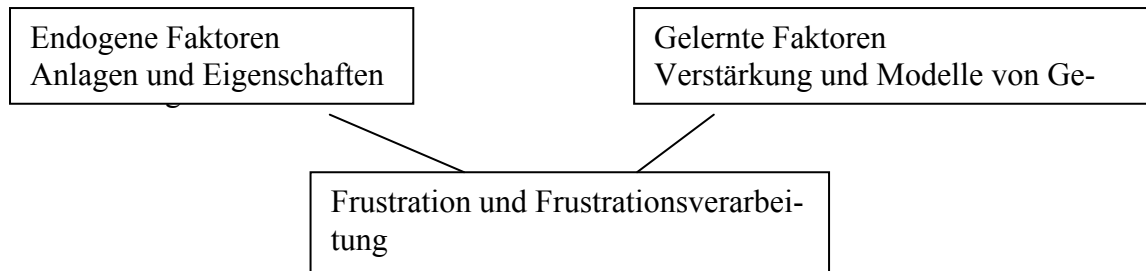 Endogene Faktoren
Anlagen und Eigenschaften
Gelernte Faktoren
Verstärkung und Modelle von Ge-
Frustration und Frustrationsverarbei-
tung